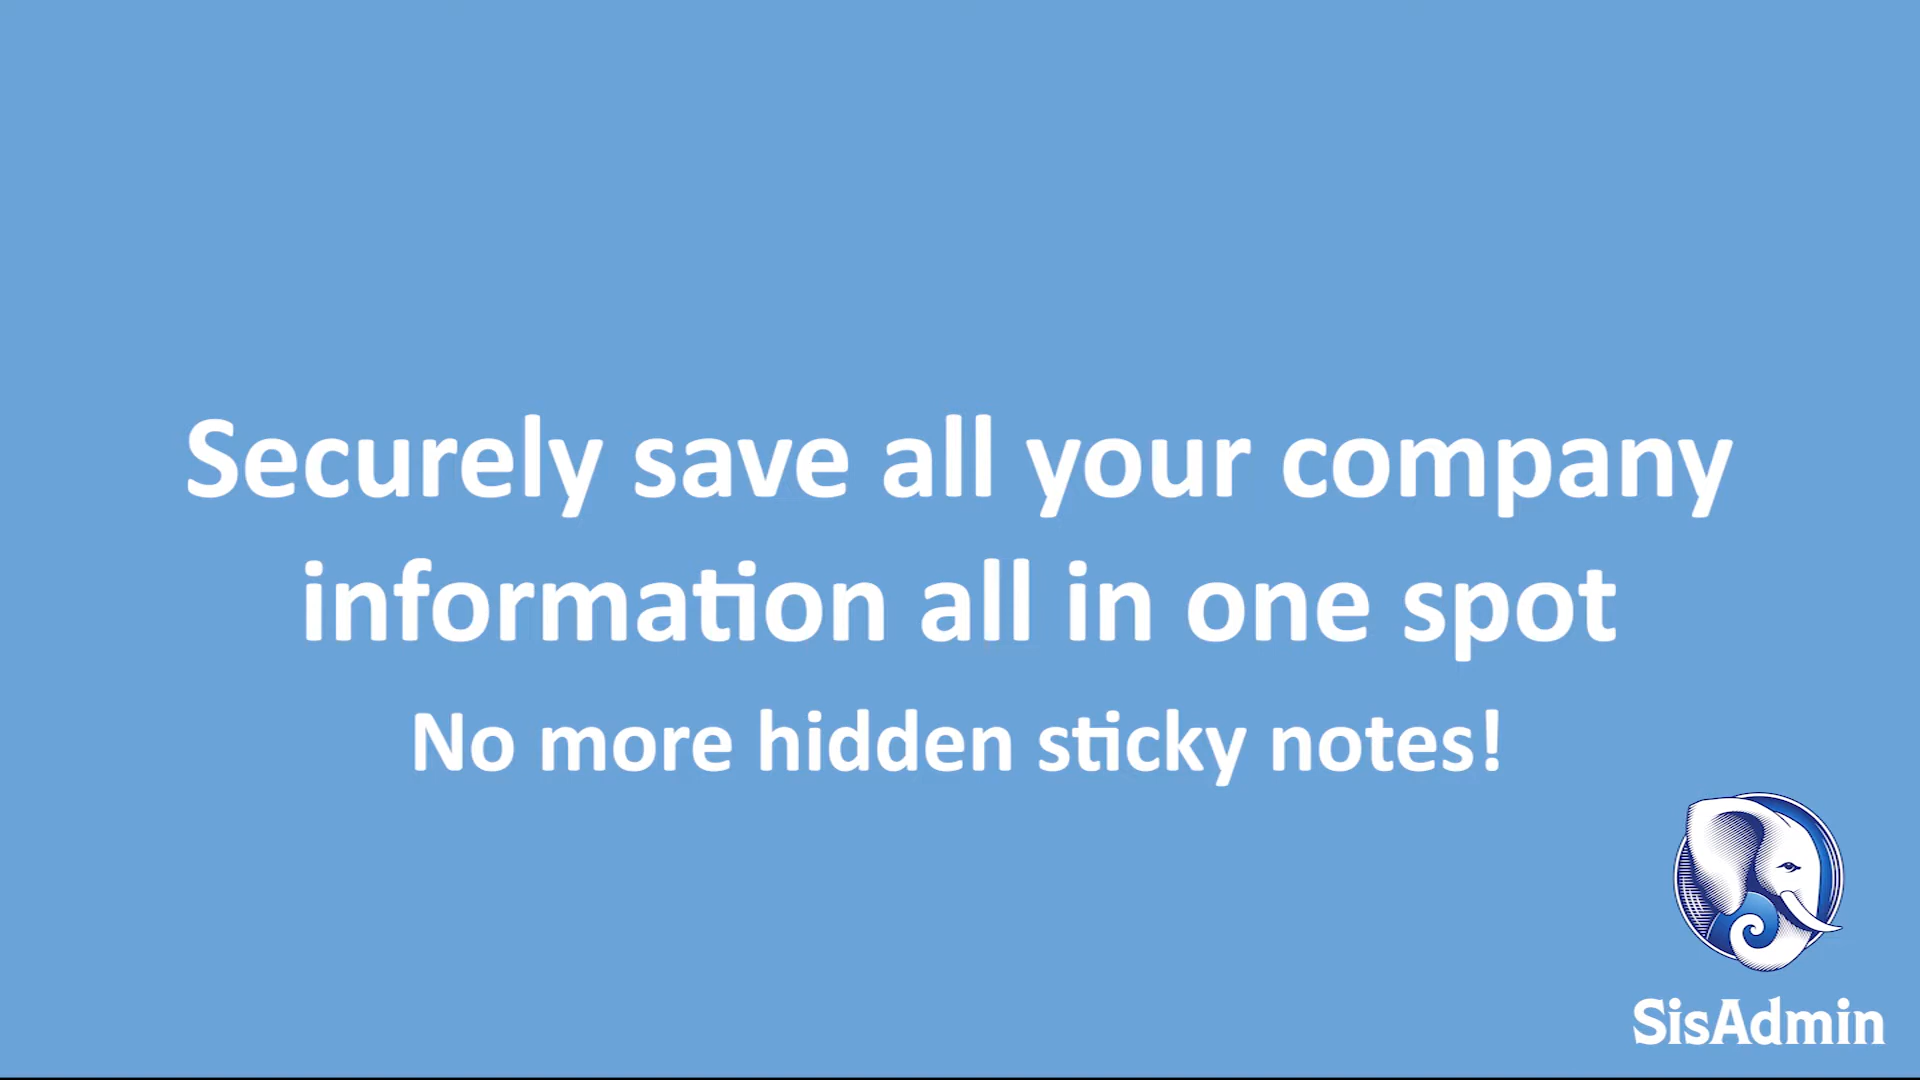 Securely save all your company
information all in one spot
No more hidden sticky notes!
SisAdmin